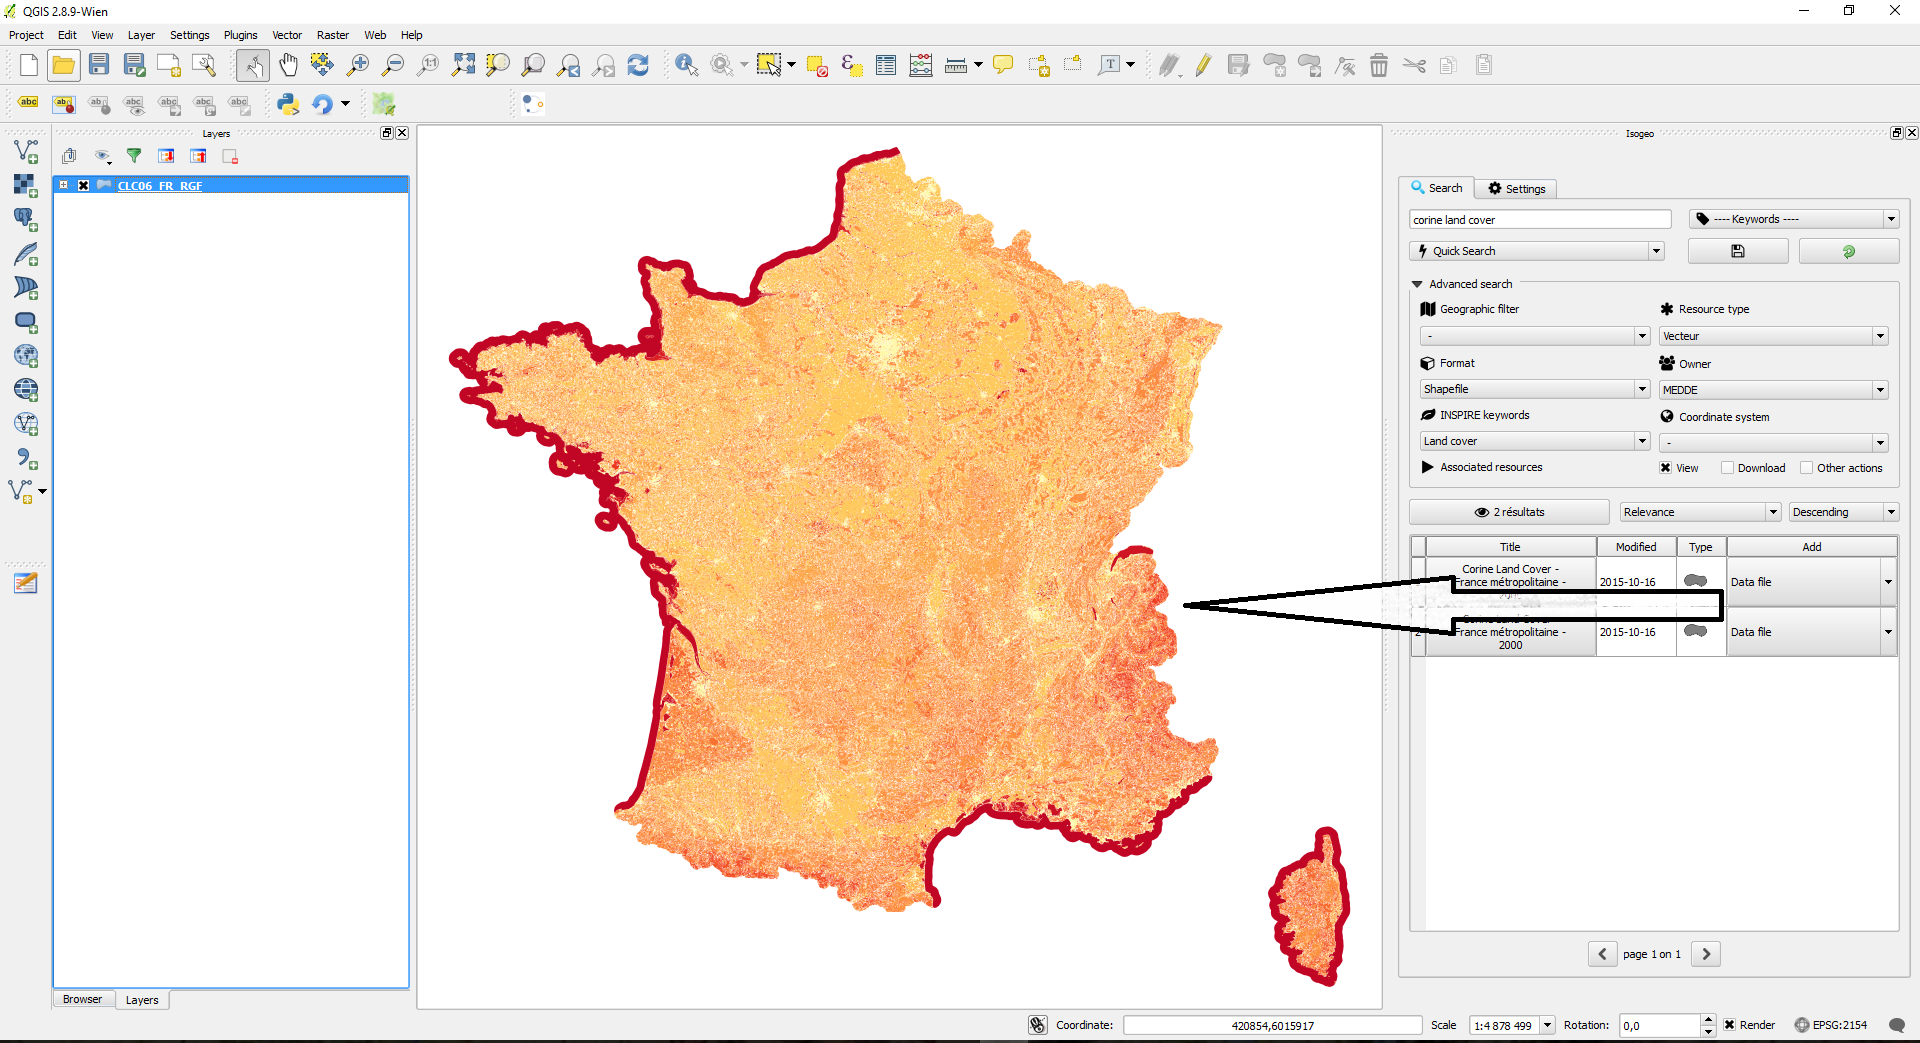 QGIS 2.8.9-Wien
Project Edit View Layer Settings Plugins Vector Raster Web Help
abc
Layers
CLC06_FR_RGF
Browser Layers
Isogeo
Search Settings
corine land cover ---- Keywords ----
Quick Search
Advanced search
Geographic filter Resource type
- Vecteur
Format Owner
Shapefile MEDDE
INSPIRE keywords Coordinate system
Land cover -
Associated resources View Download Other actions
2 résultats Relevance Descending
Title Modified Type Add
Corine Land Cover -
France métropolitaine - 2015-10-16 Data file
2 France métropolitaine - 2015-10-16 Data file
2000
page 1 on 1
Coordinate: 420854,6015917 Scale 1:4 878 499 Rotation: 0,0 Render EPSG:2154